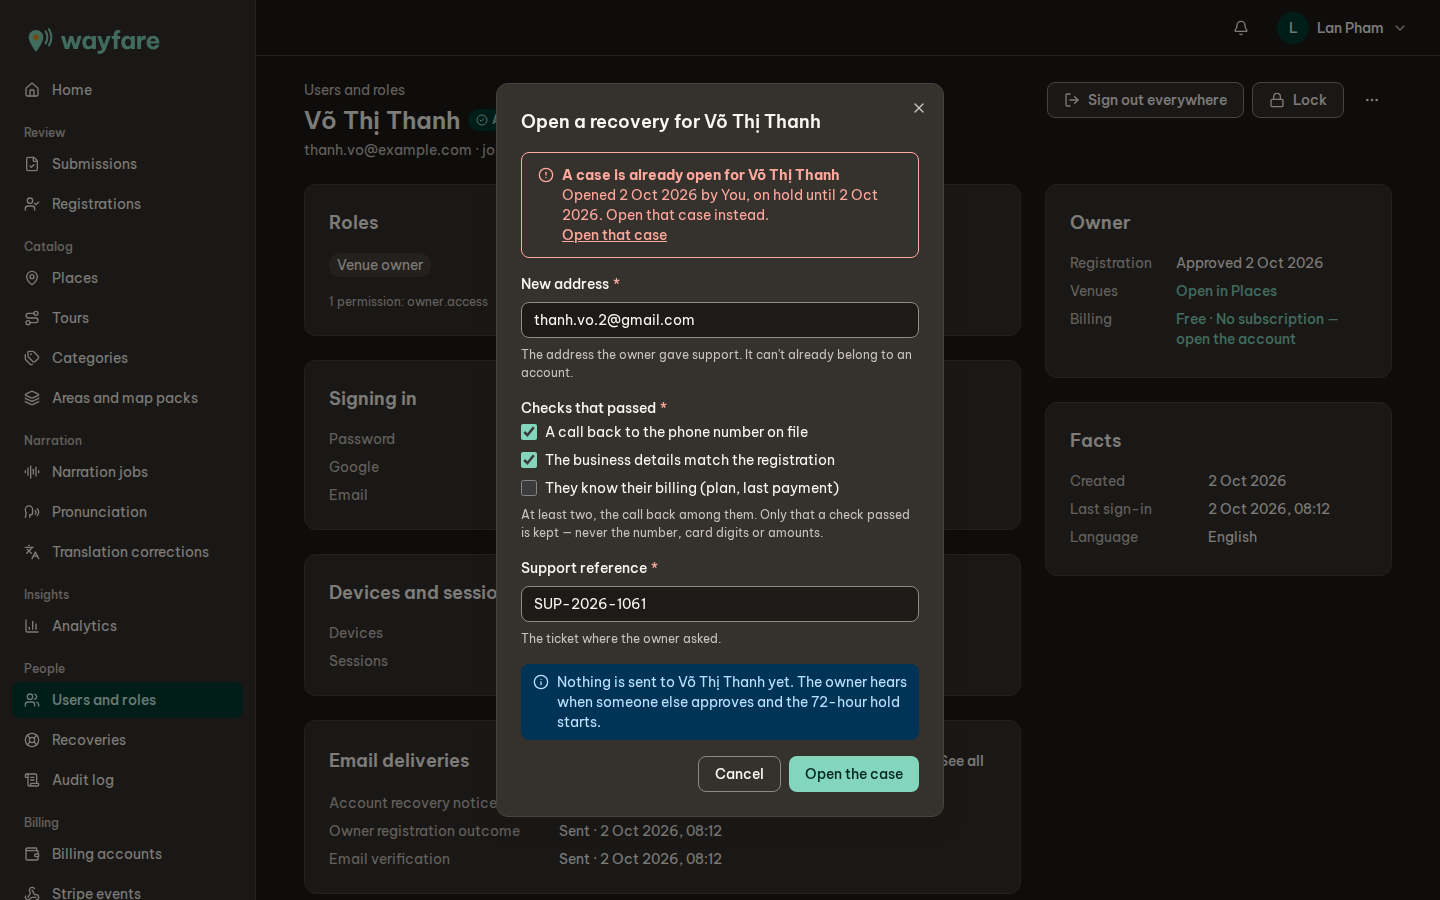 wayfare
Home
Review
Submissions
Registrations
Catalog
Places
Tours
Categories
Areas and map packs
Narration
Narration jobs
Pronunciation
Translation corrections
Insights
Analytics
People
Users and roles
Recoveries
Audit log
Billing
Billing accounts
Stripe events
L Lan Pham
Users and roles
Võ Thị Thanh
thanh.vo@example.com · jo
Sign out everywhere
Lock
Roles
Venue owner
1 permission: owner.access
Signing in
Password
Google
Email
Devices and sessio
Devices
Sessions
Email deliveries
See all
Account recovery notice
Owner registration outcome Sent · 2 Oct 2026, 08:12
Email verification Sent · 2 Oct 2026, 08:12
Owner
Registration Approved 2 Oct 2026
Venues Open in Places
Billing Free · No subscription —
open the account
Facts
Created 2 Oct 2026
Last sign-in 2 Oct 2026, 08:12
Language English
Open a recovery for Võ Thị Thanh
A case is already open for Võ Thị Thanh
Opened 2 Oct 2026 by You, on hold until 2 Oct
2026. Open that case instead.
Open that case
New address *
thanh.vo.2@gmail.com
The address the owner gave support. It can't already belong to an
account.
Checks that passed *
A call back to the phone number on file
The business details match the registration
They know their billing (plan, last payment)
At least two, the call back among them. Only that a check passed
is kept — never the number, card digits or amounts.
Support reference *
SUP-2026-1061
The ticket where the owner asked.
Nothing is sent to Võ Thị Thanh yet. The owner hears
when someone else approves and the 72-hour hold
starts.
Cancel
Open the case